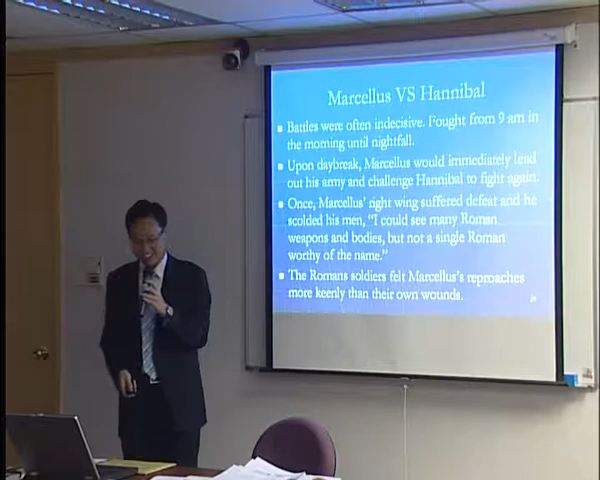 Marcellus VS Hannibal
Battles were often indecisive. Fought from 9 am in
the morning until nightfall.
Upon daybreak, Marcellus would immediately lead
out his army and challenge Hannibal to fight again.
Once, Marcellus' right wing suffered defeat and he
scolded his men, "I could see many Roman
weapons and bodies, but not a single Roman
worthy of the name."
The Romans soldiers felt Marcellus's reproaches
more keenly than their own wounds.